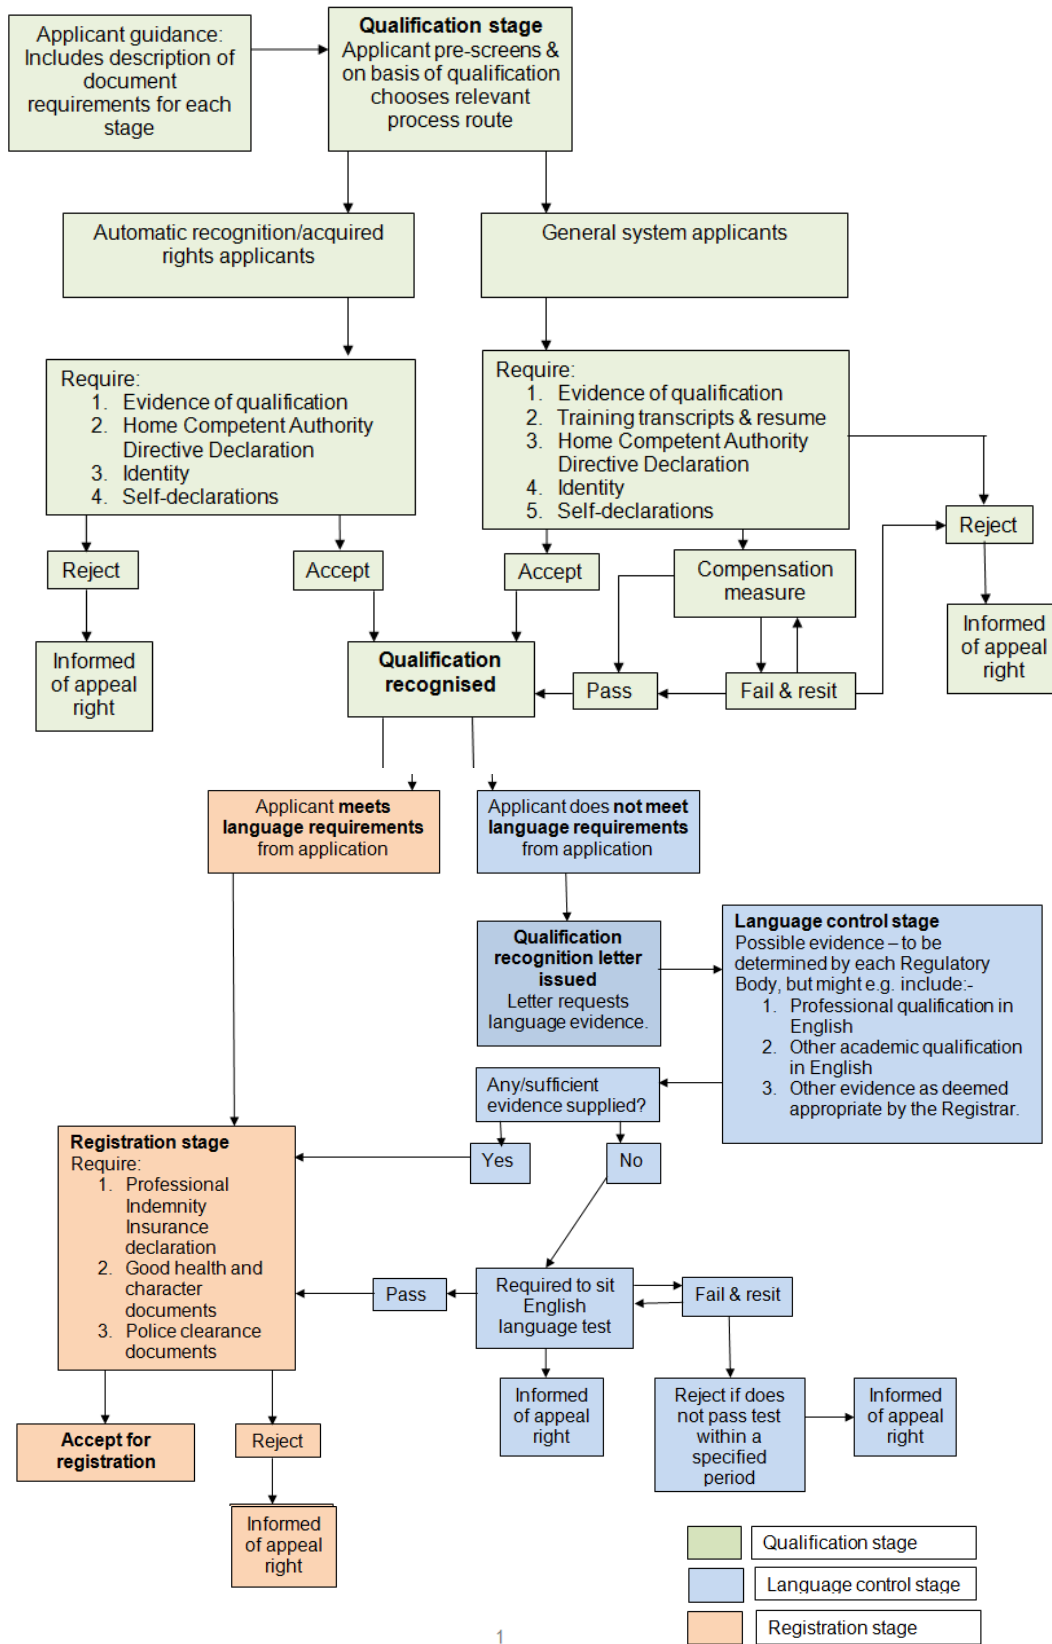 Applicant guidance:
Includes description of
document
requirements for each
stage
Qualification stage
Applicant pre-screens &
on basis of qualification
chooses relevant
process route
Automatic recognition/acquired
rights applicants
General system applicants
Require:
1. Evidence of qualification
2. Home Competent Authority
Directive Declaration
3. Identity
4. Self-declarations
Require:
1. Evidence of qualification
2. Training transcripts & resume
3. Home Competent Authority
Directive Declaration
4. Identity
5. Self-declarations
Reject
Accept
Accept
Compensation
measure
Reject
Informed
of appeal
right
Qualification
recognised
Pass
Fail & resit
Informed
of appeal
right
Applicant meets
language requirements
from application
Applicant does not meet
language requirements
from application
Qualification
recognition letter
issued
Letter requests
language evidence.
Language control stage
Possible evidence – to be
determined by each Regulatory
Body, but might e.g. include:-
1. Professional qualification in
English
2. Other academic qualification
in English
3. Other evidence as deemed
appropriate by the Registrar.
Any/sufficient
evidence supplied?
Yes
No
Registration stage
Require:
1. Professional
Indemnity
Insurance
declaration
2. Good health and
character
documents
3. Police clearance
documents
Pass
Required to sit
English
language test
Fail & resit
Informed
of appeal
right
Reject if does
not pass test
within a
specified
period
Informed
of appeal
right
Accept for
registration
Reject
Informed
of appeal
right
Qualification stage
Language control stage
Registration stage
1